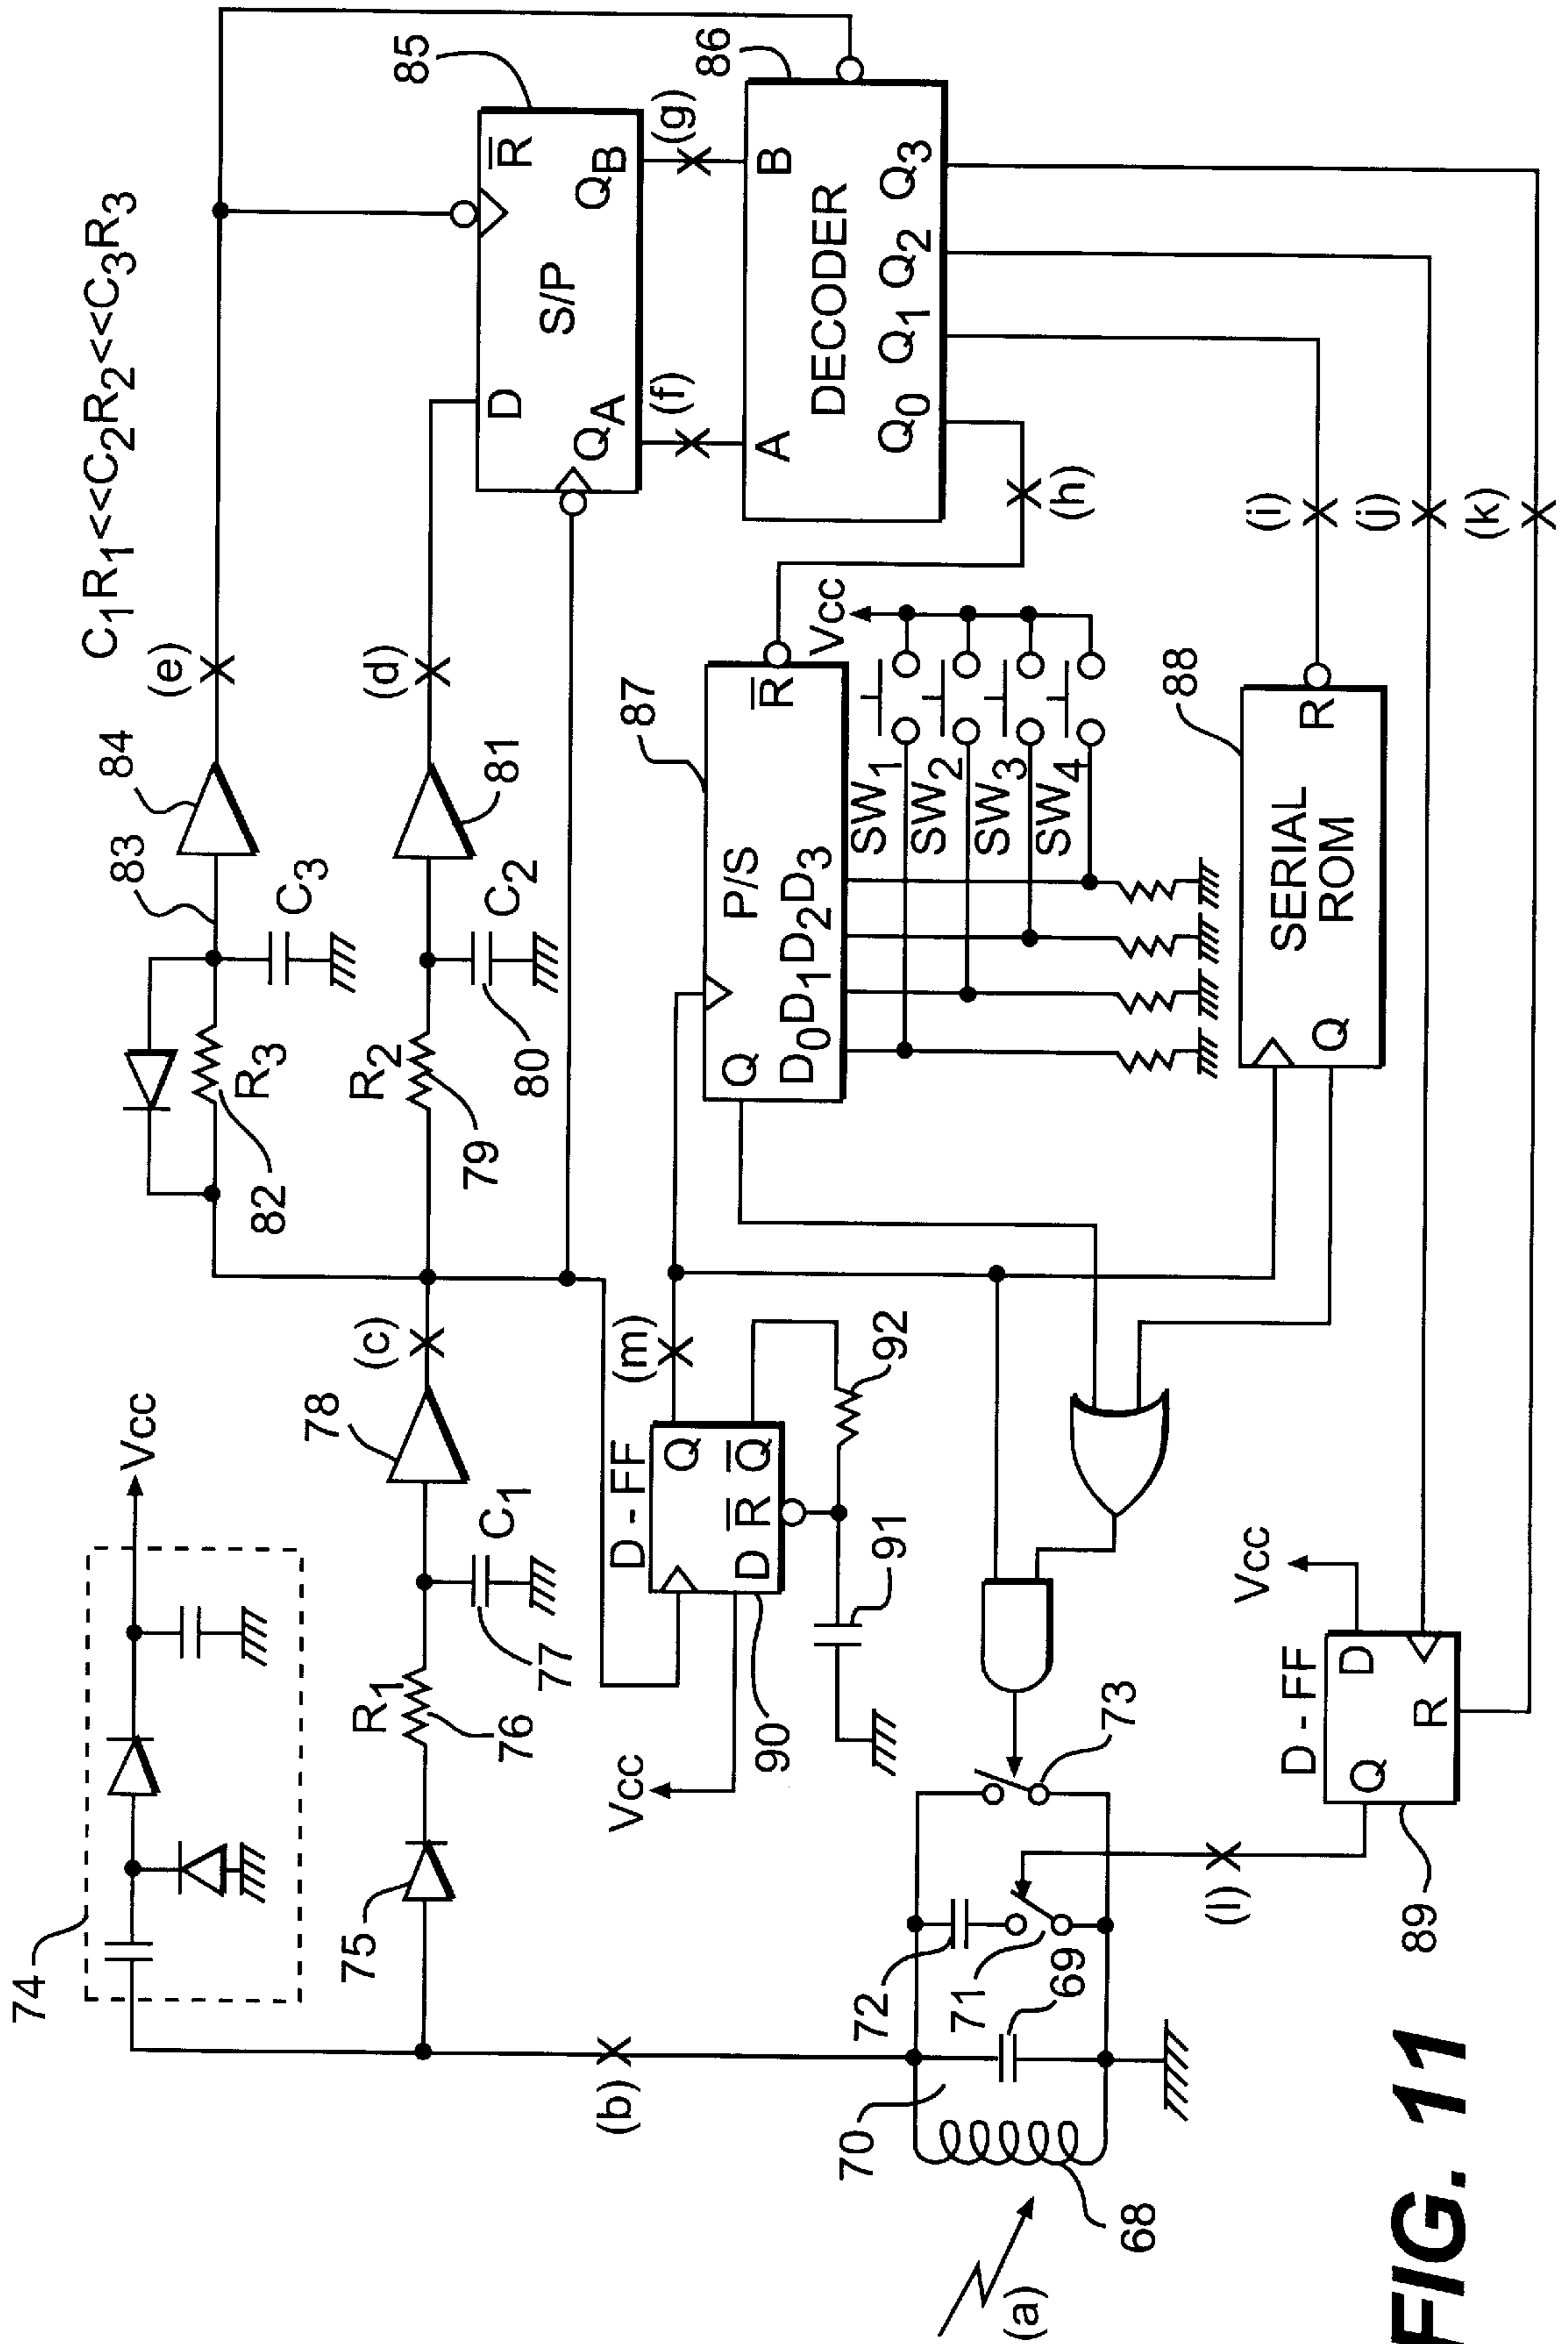 C1R1<<C2R2<<C3R3
74
Vcc
83
84
(e)
82
R3
C3
85
75
R1
76
77
C1
78
(c)
R2
79
80
C2
81
(d)
D
R
S/P
QA
QB
(f)
(g)
86
A
B
DECODER
Q0
Q1
Q2
Q3
(h)
(b)
Vcc
90
D - FF
Q
D
R
Q
(m)
91
92
87
Q
P/S
R
D0D1D2D3
Vcc
SW1
SW2
SW3
SW4
(a)
68
70
69
72
71
73
(l)
89
D - FF
Q
D
R
Vcc
88
SERIAL
ROM
Q
R
(i)
(j)
(k)
FIG. 11